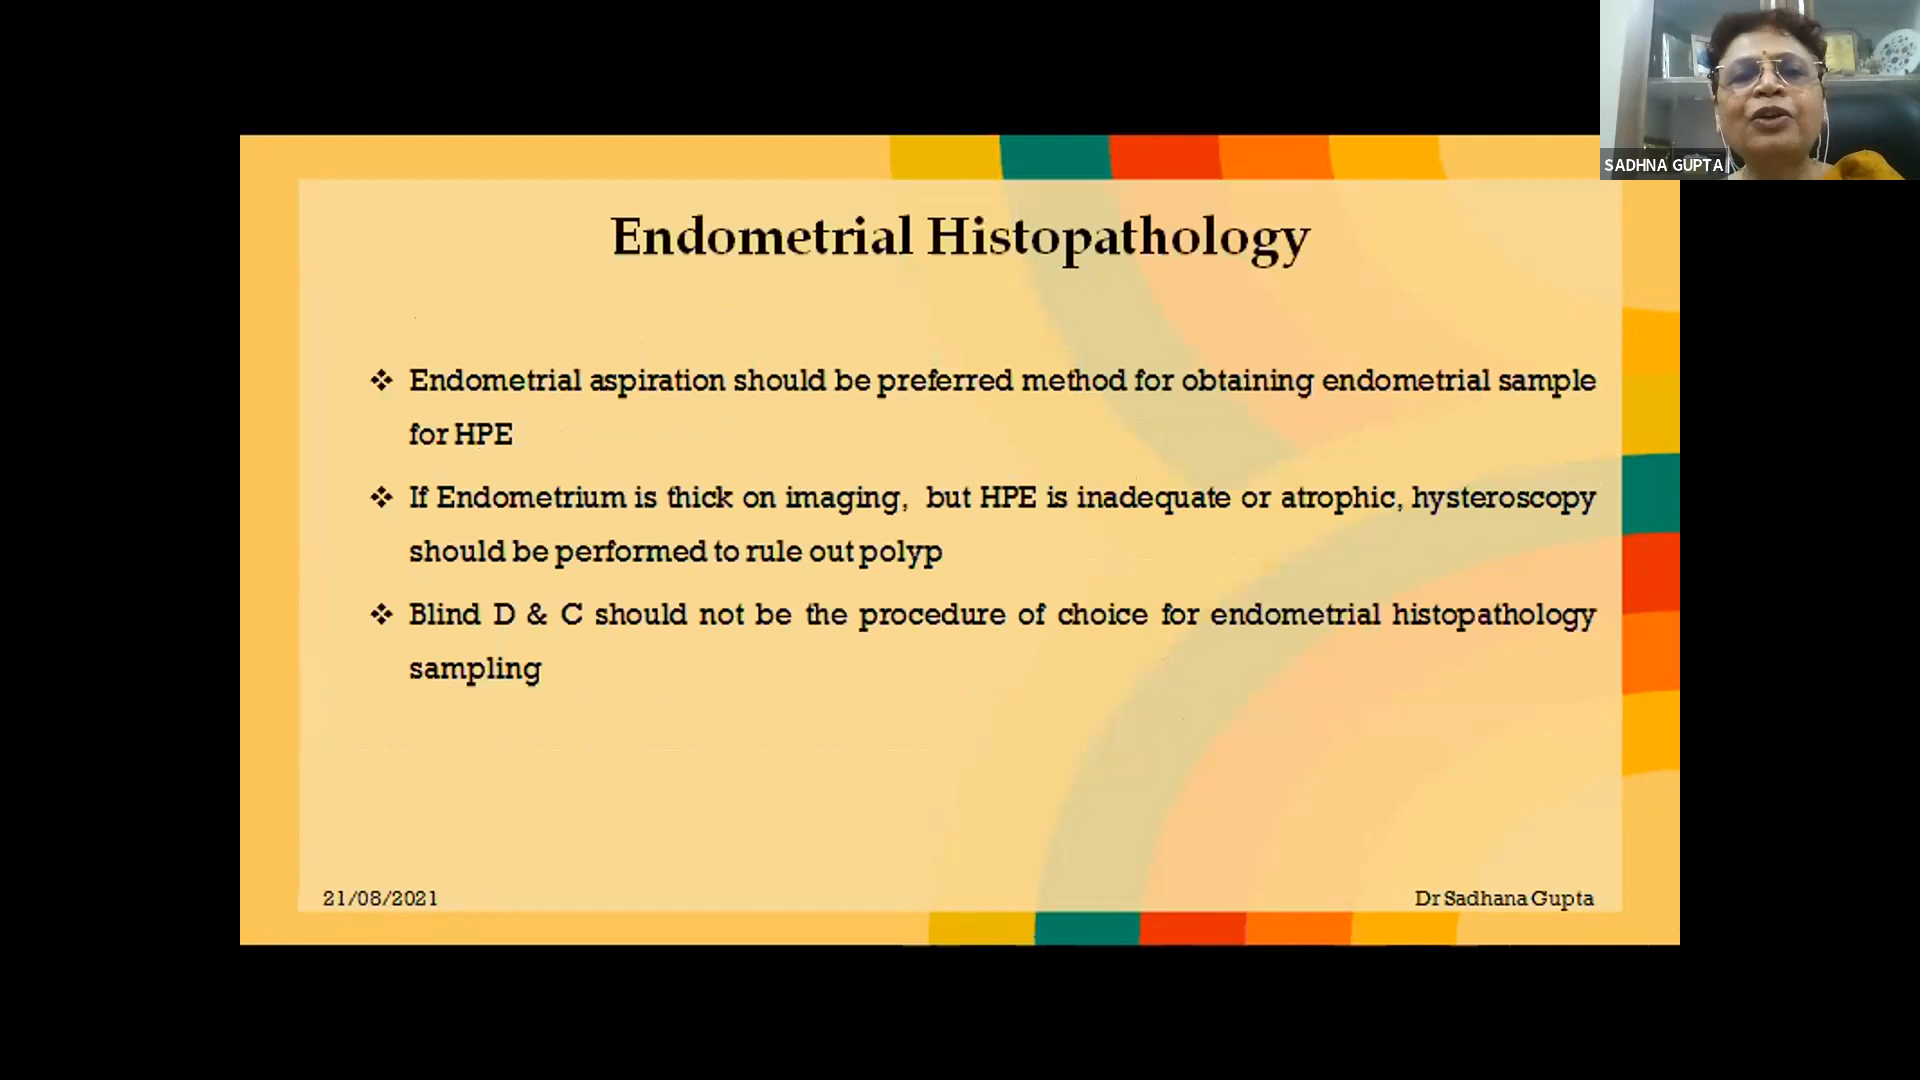 SADHNA GUPTA
Endometrial Histopathology
❖ Endometrial aspiration should be preferred method for obtaining endometrial sample
for HPE
❖ If Endometrium is thick on imaging, but HPE is inadequate or atrophic, hysteroscopy
should be performed to rule out polyp
❖ Blind D & C should not be the procedure of choice for endometrial histopathology
sampling
21/08/2021
Dr Sadhana Gupta